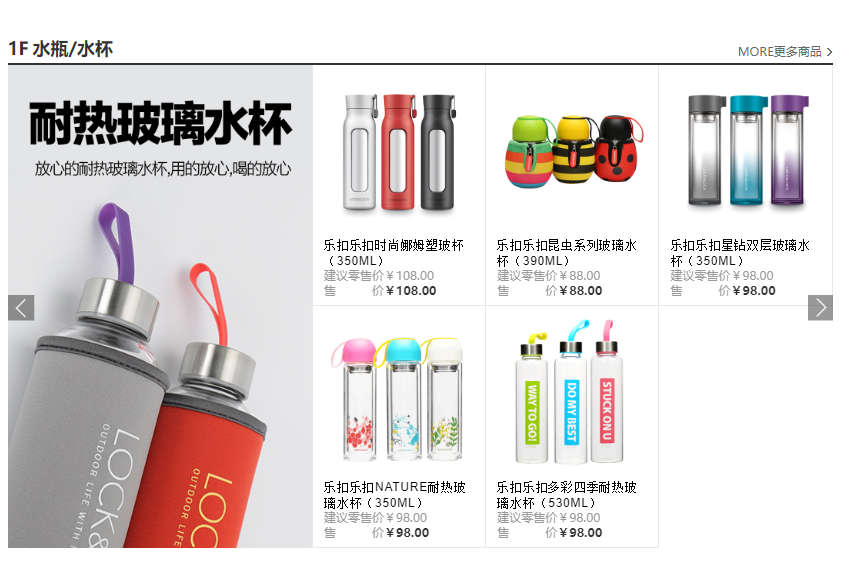 1F 水瓶/水杯
MORE更多商品 >
耐热玻璃水杯
放心的耐热玻璃水杯,用的放心,喝的放心
LOCK&
OUTDOOR LIFE WITH
LOC
OUTDOOR LIF
乐扣乐扣时尚娜姆塑玻杯
（350ML）
建议零售价￥108.00
售 价￥108.00
乐扣乐扣昆虫系列玻璃水
杯（390ML）
建议零售价￥88.00
售 价￥88.00
乐扣乐扣星钻双层玻璃水
杯（350ML）
建议零售价￥98.00
售 价￥98.00
乐扣乐扣NATURE耐热玻
璃水杯（350ML）
建议零售价￥98.00
售 价￥98.00
WAY TO GO!
DO MY BEST
STUCK ON U
乐扣乐扣多彩四季耐热玻
璃水杯（530ML）
建议零售价￥98.00
售 价￥98.00